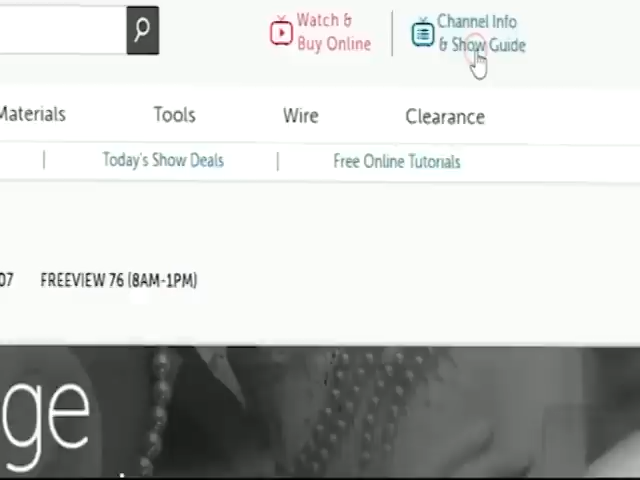 Watch &
Buy Online
Channel Info
& Show Guide
Materials
Tools
Wire
Clearance
Today's Show Deals
Free Online Tutorials
07
FREEVIEW 76 (8AM-1PM)
ge